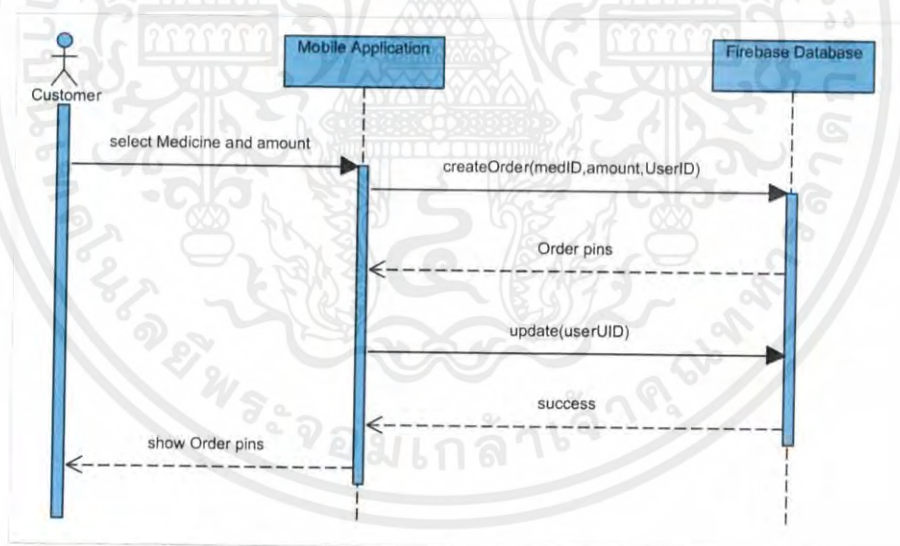 Mobile Application
Firebase Database
Customer
select Medicine and amount
createOrder(medID,amount,UserID)
Order pins
update(userUID)
success
show Order pins